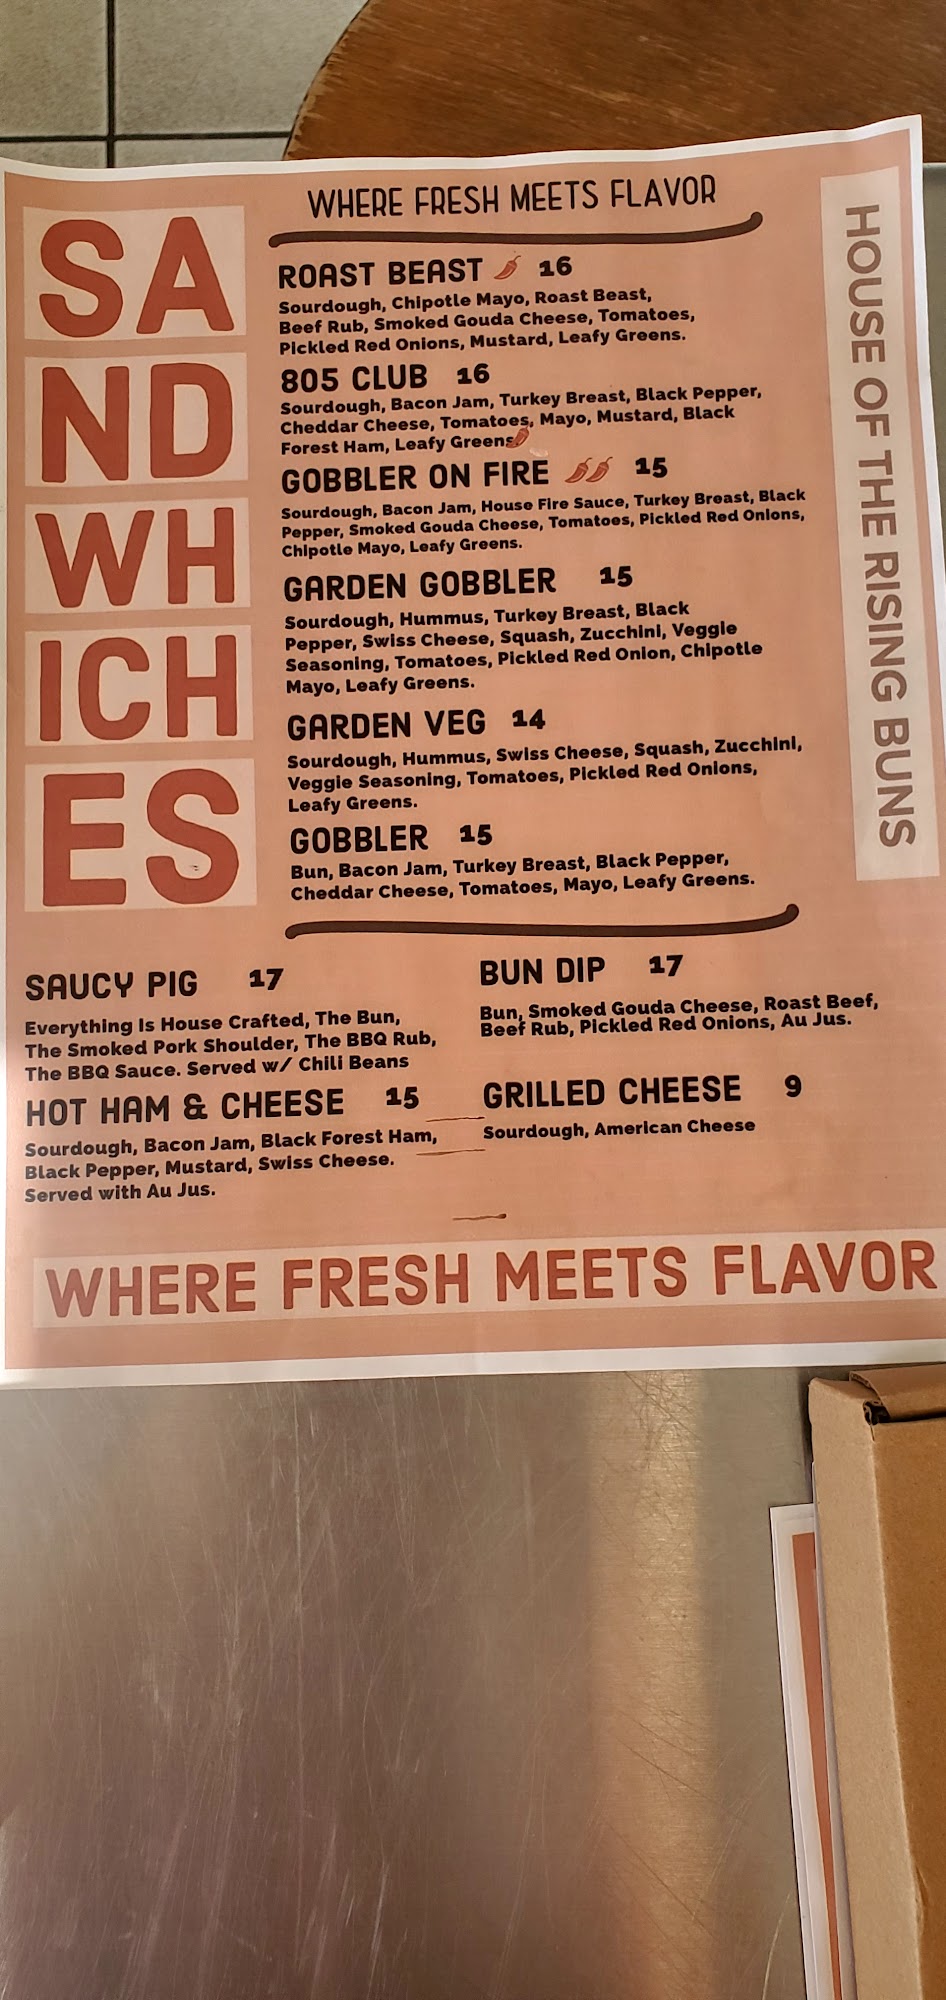 WHERE FRESH MEETS FLAVOR
SA
ND
WH
ICH
ES
HOUSE OF THE RISING BUNS
ROAST BEAST 16
Sourdough, Chipotle Mayo, Roast Beast,
Beef Rub, Smoked Gouda Cheese, Tomatoes,
Pickled Red Onions, Mustard, Leafy Greens.
805 CLUB 16
Sourdough, Bacon Jam, Turkey Breast, Black Pepper,
Cheddar Cheese, Tomatoes, Mayo, Mustard, Black
Forest Ham, Leafy Greens
GOBBLER ON FIRE 15
Sourdough, Bacon Jam, House Fire Sauce, Turkey Breast, Black
Pepper, Smoked Gouda Cheese, Tomatoes, Pickled Red Onions,
Chipotle Mayo, Leafy Greens.
GARDEN GOBBLER 15
Sourdough, Hummus, Turkey Breast, Black
Pepper, Swiss Cheese, Squash, Zucchini, Veggie
Seasoning, Tomatoes, Pickled Red Onion, Chipotle
Mayo, Leafy Greens.
GARDEN VEG 14
Sourdough, Hummus, Swiss Cheese, Squash, Zucchini,
Veggie Seasoning, Tomatoes, Pickled Red Onions,
Leafy Greens.
GOBBLER 15
Bun, Bacon Jam, Turkey Breast, Black Pepper,
Cheddar Cheese, Tomatoes, Mayo, Leafy Greens.
SAUCY PIG 17
Everything Is House Crafted, The Bun,
The Smoked Pork Shoulder, The BBQ Rub,
The BBQ Sauce. Served w/ Chili Beans
HOT HAM & CHEESE 15
Sourdough, Bacon Jam, Black Forest Ham,
Black Pepper, Mustard, Swiss Cheese.
Served with Au Jus.
BUN DIP 17
Bun, Smoked Gouda Cheese, Roast Beef,
Beef Rub, Pickled Red Onions, Au Jus.
GRILLED CHEESE 9
Sourdough, American Cheese
WHERE FRESH MEETS FLAVOR